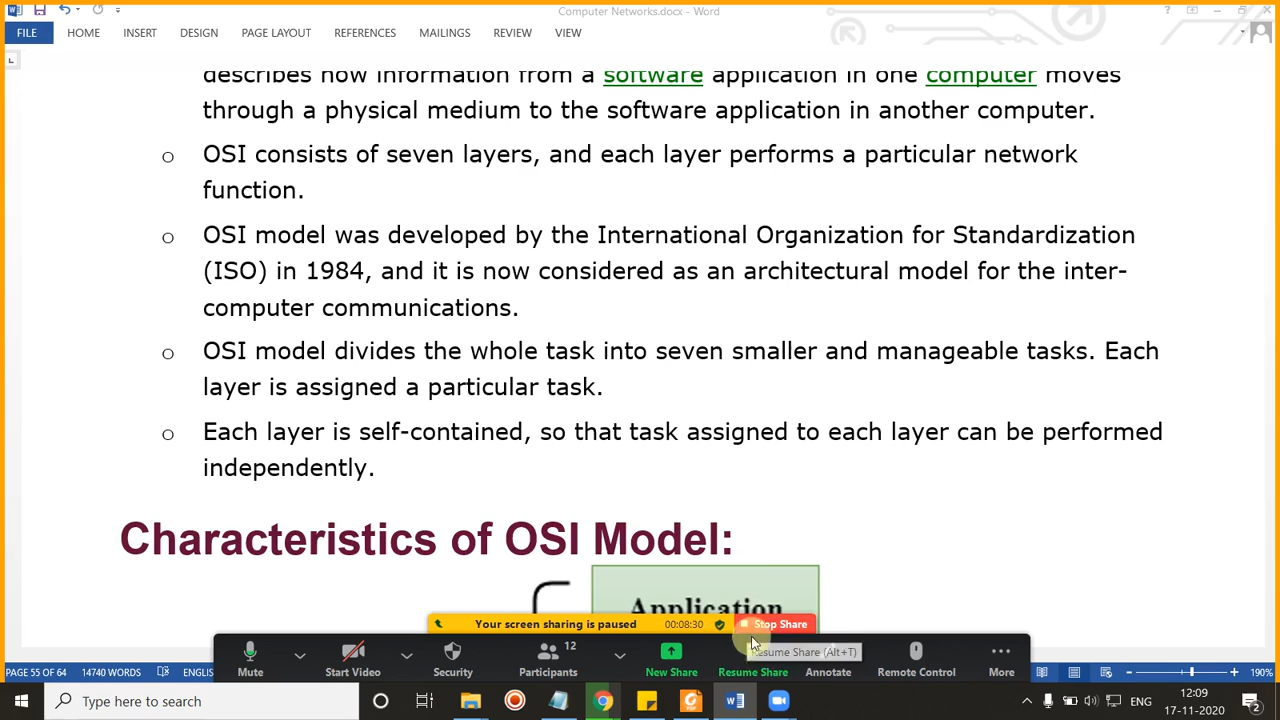 Computer Networks.docx - Word
FILE HOME INSERT DESIGN PAGE LAYOUT REFERENCES MAILINGS REVIEW VIEW
describes how information from a software application in one computer moves
through a physical medium to the software application in another computer.
o OSI consists of seven layers, and each layer performs a particular network
function.
o OSI model was developed by the International Organization for Standardization
(ISO) in 1984, and it is now considered as an architectural model for the inter-
computer communications.
o OSI model divides the whole task into seven smaller and manageable tasks. Each
layer is assigned a particular task.
o Each layer is self-contained, so that task assigned to each layer can be performed
independently.
Characteristics of OSI Model:
Application
Your screen sharing is paused 00:08:30 Stop Share
12
Resume Share (Alt+T)
Mute Start Video Security Participants New Share Resume Share Annotate Remote Control More
PAGE 55 OF 64 14740 WORDS ENGLIS 190%
Type here to search
ENG 12:09
17-11-2020 2